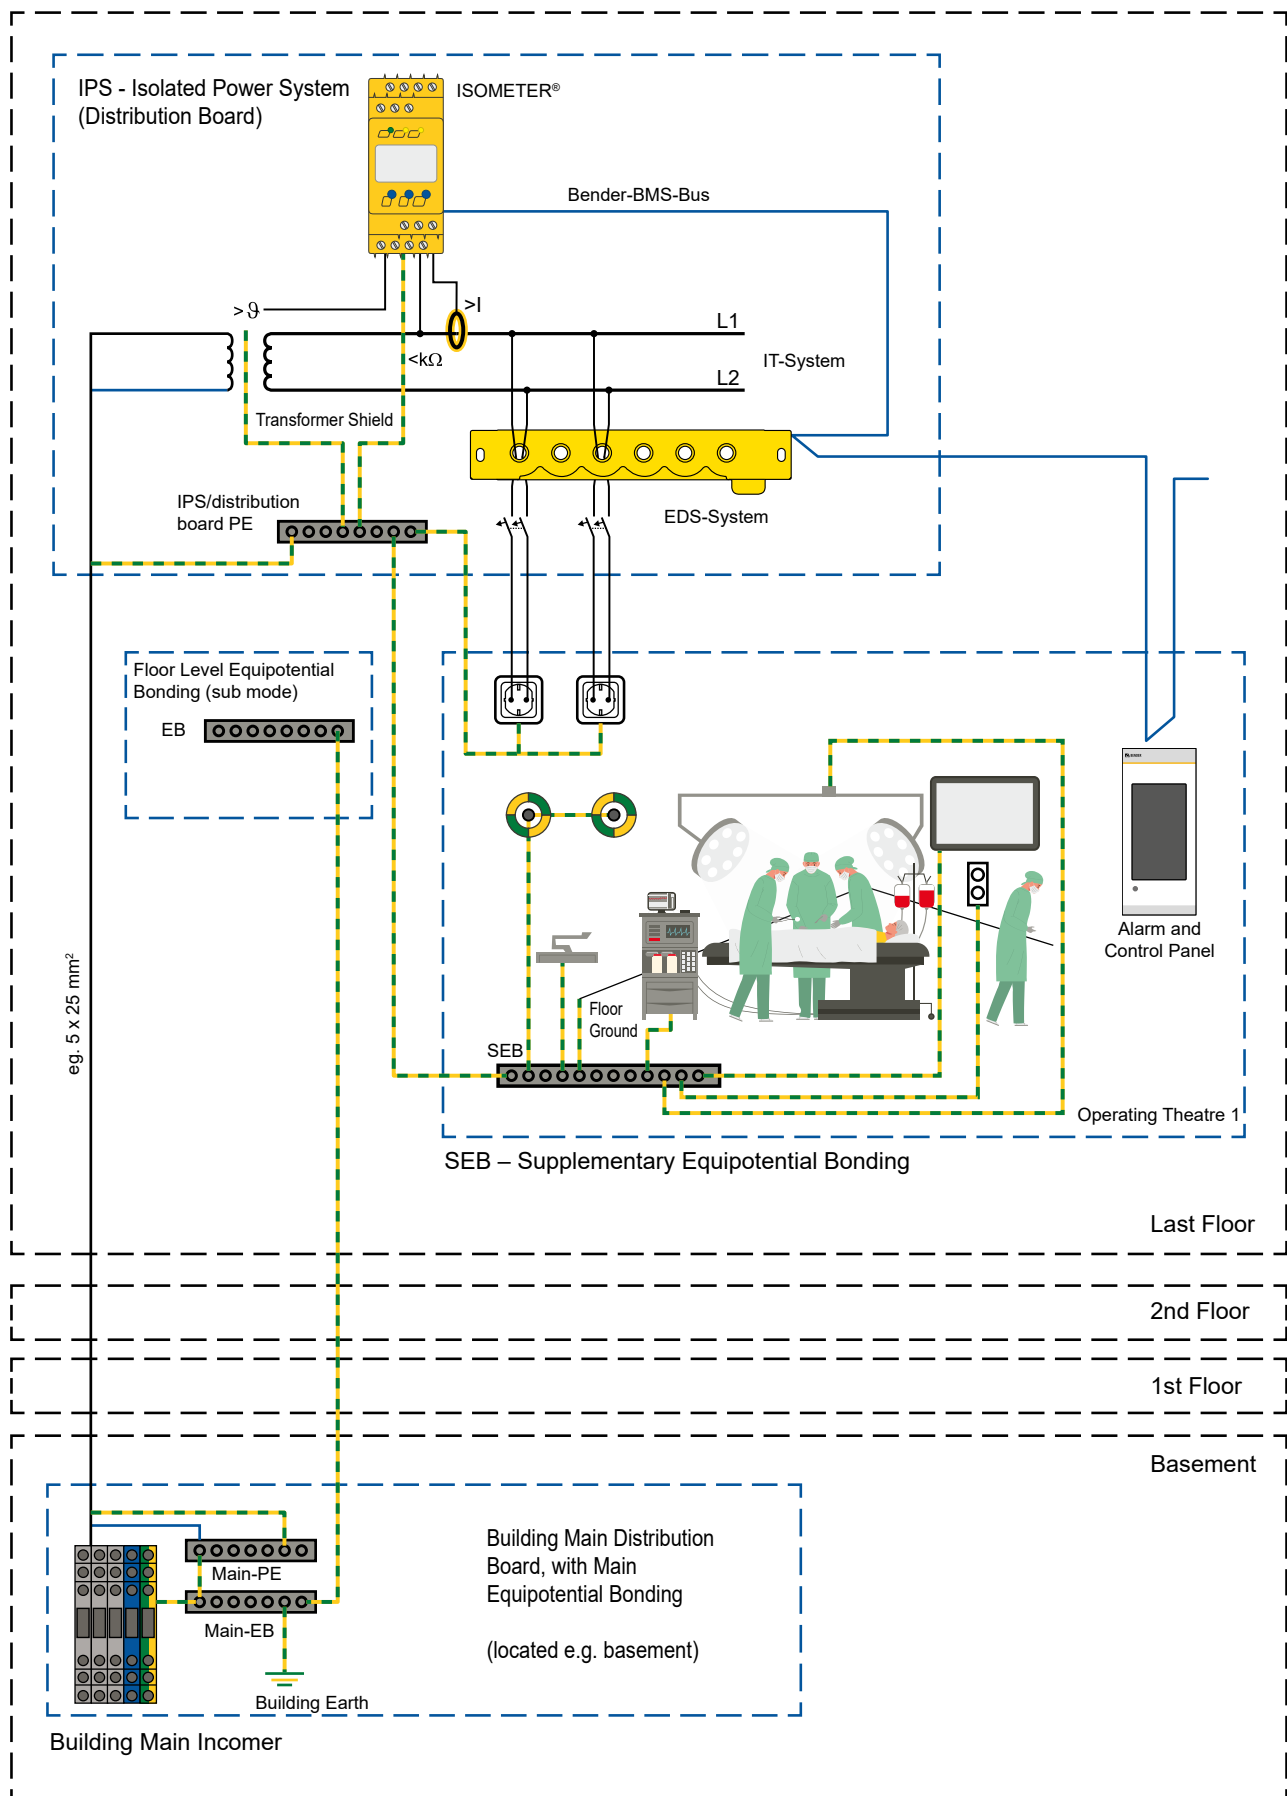 IPS - Isolated Power System
(Distribution Board)
ISOMETER®
Bender-BMS-Bus
>ϑ
>I
L1
<kΩ
IT-System
L2
Transformer Shield
IPS/distribution
board PE
EDS-System
Floor Level Equipotential
Bonding (sub mode)
EB
Alarm and
Control Panel
eg. 5 x 25 mm²
Floor
Ground
SEB
Operating Theatre 1
SEB – Supplementary Equipotential Bonding
Last Floor
2nd Floor
1st Floor
Basement
Building Main Distribution
Board, with Main
Equipotential Bonding
(located e.g. basement)
Main-PE
Main-EB
Building Earth
Building Main Incomer